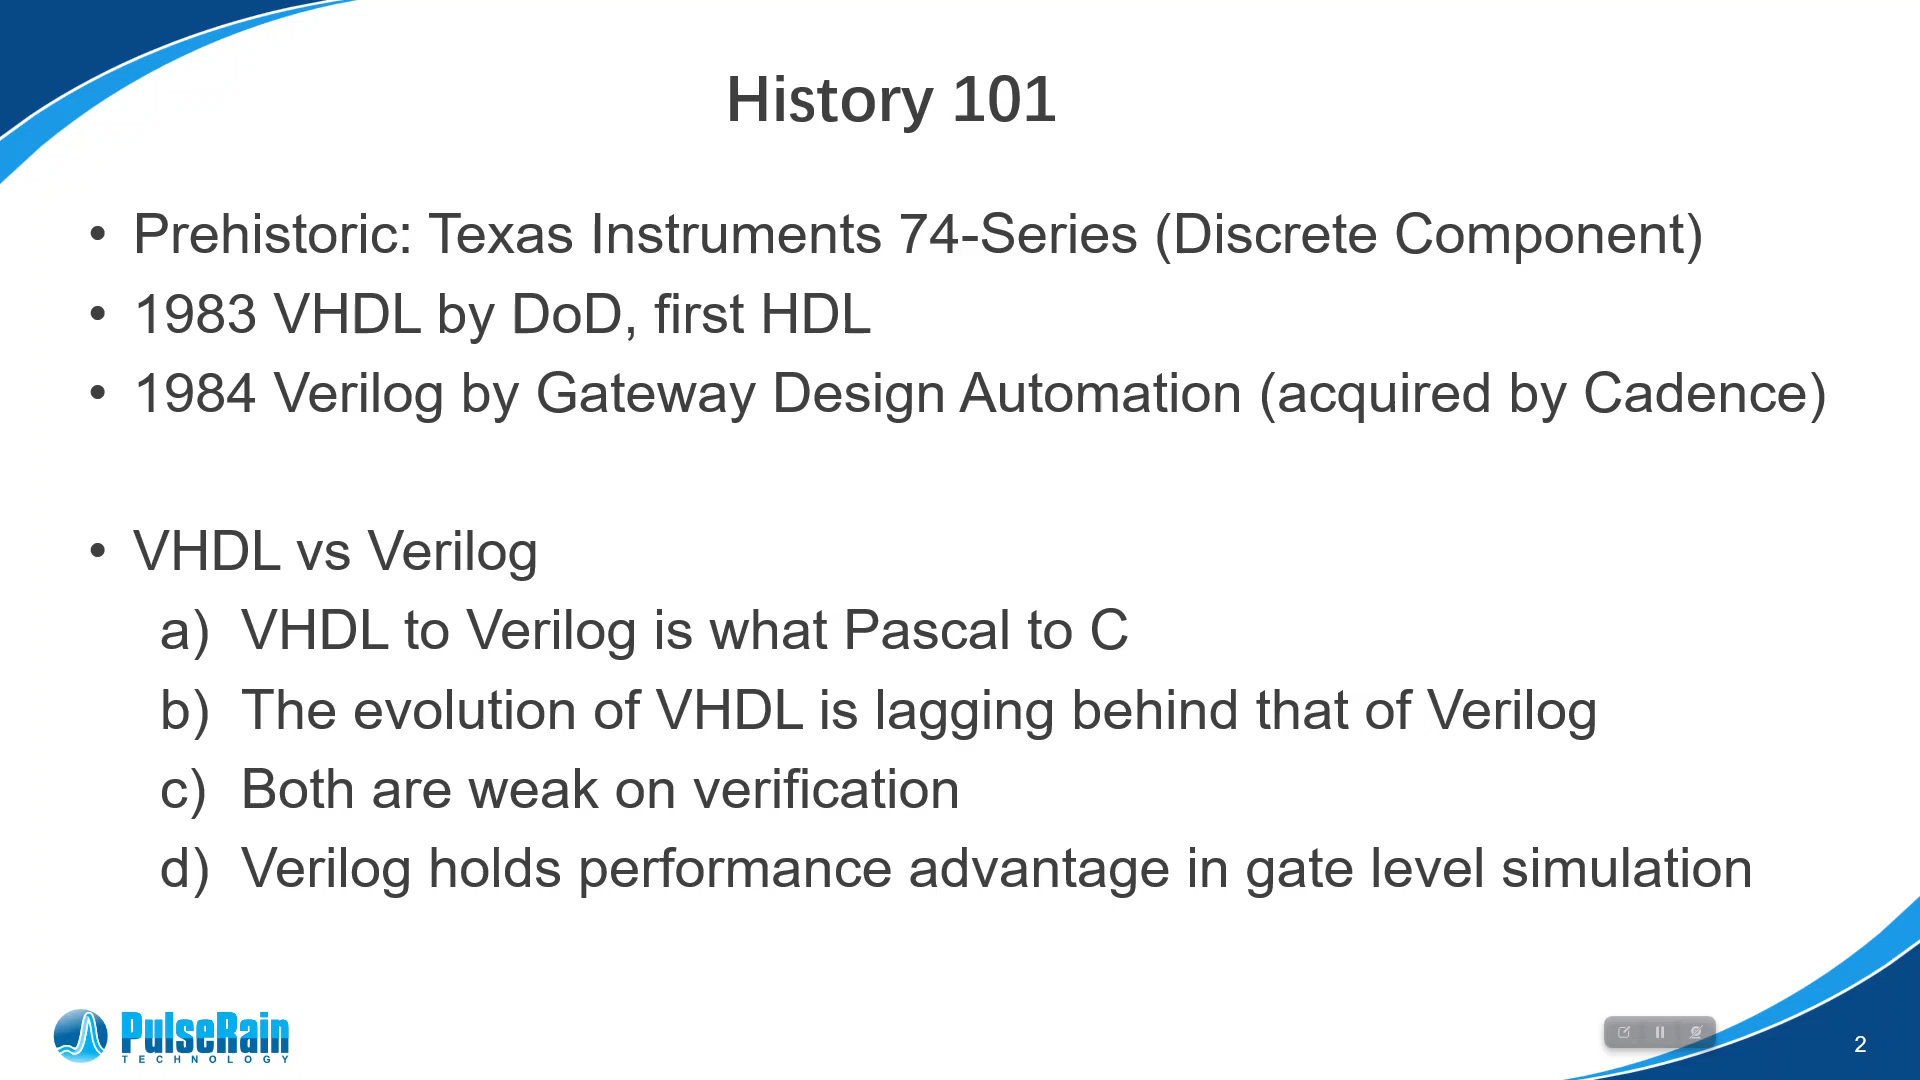 History 101
• Prehistoric: Texas Instruments 74-Series (Discrete Component)
• 1983 VHDL by DoD, first HDL
• 1984 Verilog by Gateway Design Automation (acquired by Cadence)
• VHDL vs Verilog
a) VHDL to Verilog is what Pascal to C
b) The evolution of VHDL is lagging behind that of Verilog
c) Both are weak on verification
d) Verilog holds performance advantage in gate level simulation
PulseRain
TECHNOLOGY
2